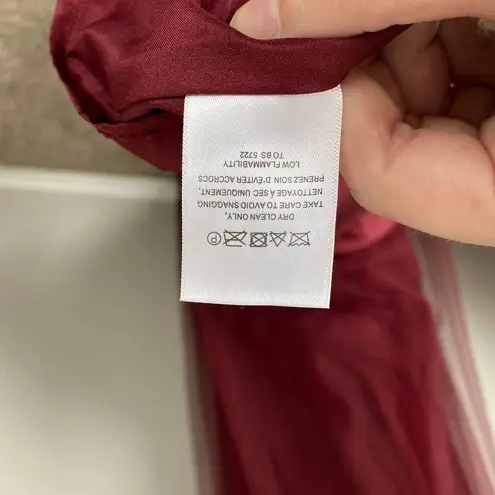 DRY CLEAN ONLY,
TAKE CARE TO AVOID SNAGGING
NETTOYAGE À SEC UNIQUEMENT,
PRENEZ SOIN D'ÉVITER ACCROCS
LOW FLAMMABILITY
TO BS 5722